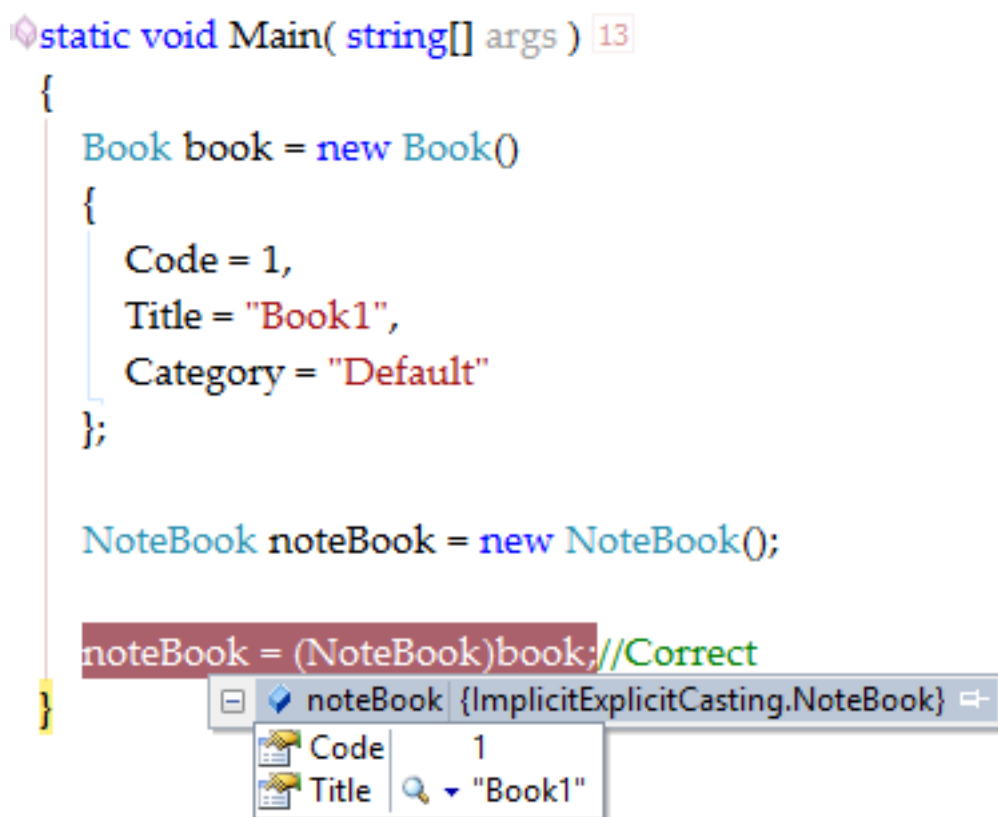 static void Main( string[] args ) 13
{
Book book = new Book()
{
Code = 1,
Title = "Book1",
Category = "Default"
};
NoteBook noteBook = new NoteBook();
noteBook = (NoteBook)book;//Correct
} noteBook {ImplicitExplicitCasting.NoteBook}
Code 1
Title "Book1"